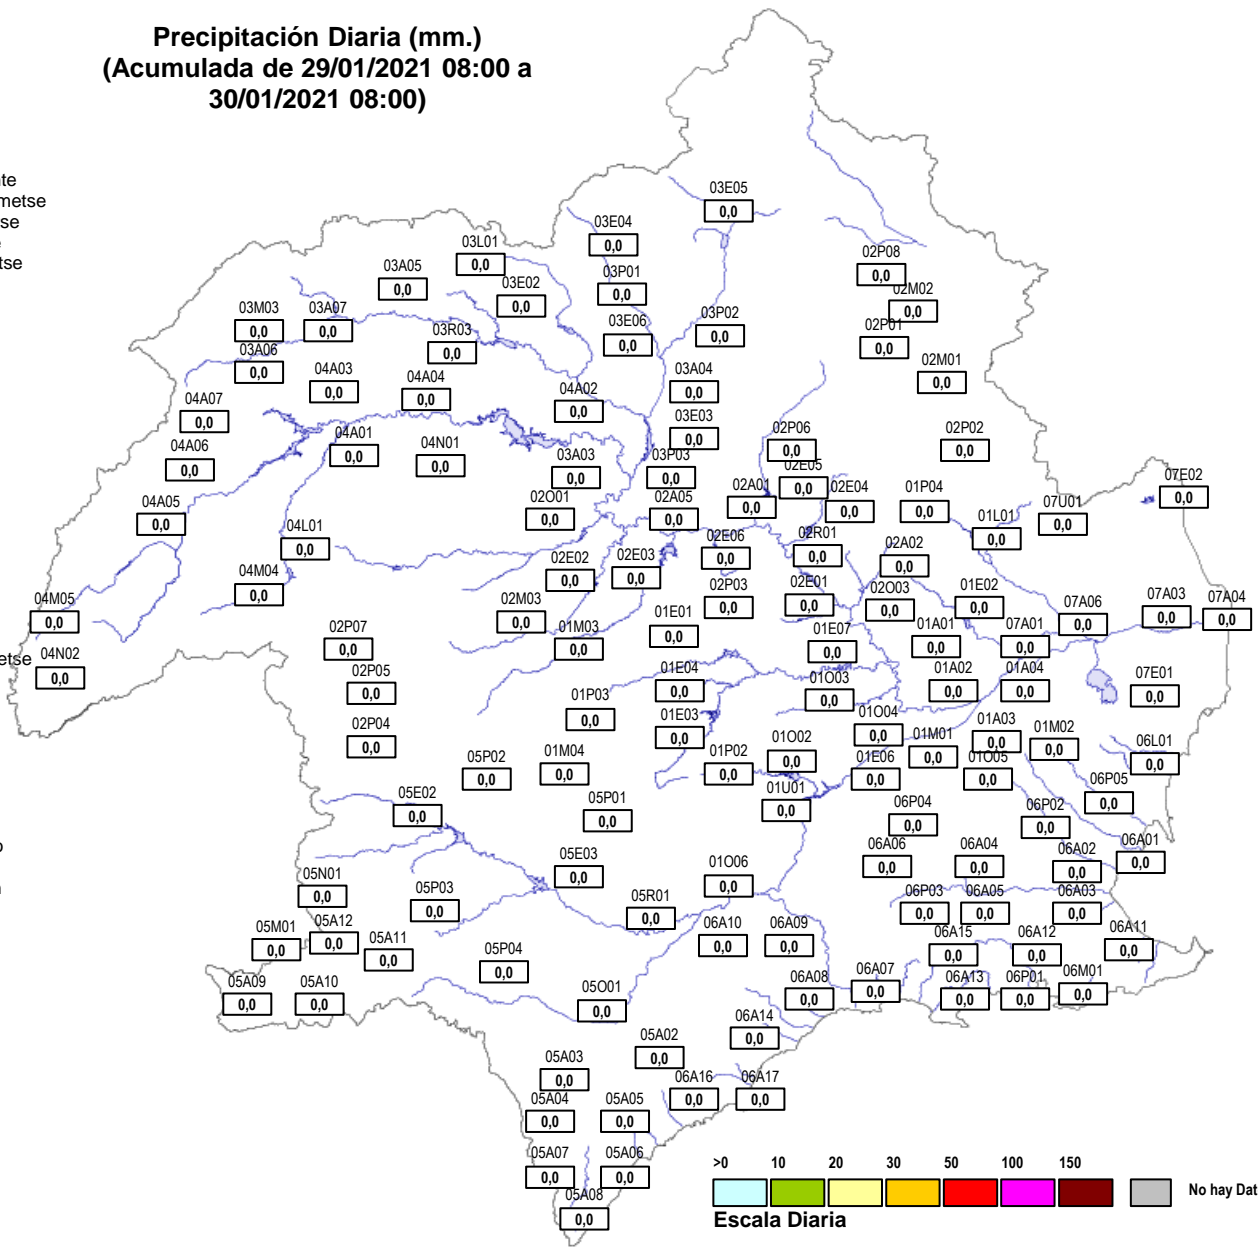 Precipitación Diaria (mm.)
(Acumulada de 29/01/2021 08:00 a
30/01/2021 08:00)
te
metse
se
e
tse
etse
o
n
03E05
0,0
03E04
0,0
03L01
0,0
02P08
0,0
03A05
0,0
03P01
0,0
03E02
0,0
02M02
0,0
03M03
0,0
03A07
0,0
03P02
0,0
03E06
0,0
03R03
0,0
02P01
0,0
03A06
0,0
02M01
0,0
04A03
0,0
04A04
0,0
03A04
0,0
04A02
0,0
04A07
0,0
03E03
0,0
02P06
0,0
02P02
0,0
04A01
0,0
04N01
0,0
04A06
0,0
03A03
0,0
03P03
0,0
02E05
0,0
07E02
0,0
02A01
0,0
02E04
0,0
01P04
0,0
04A05
0,0
02O01
0,0
02A05
0,0
07U01
0,0
01L01
0,0
04L01
0,0
02E06
0,0
02R01
0,0
02A02
0,0
02E02
0,0
02E03
0,0
04M04
0,0
02P03
0,0
02E01
0,0
02O03
0,0
01E02
0,0
04M05
0,0
02M03
0,0
07A06
0,0
07A03
0,0
07A04
0,0
01E01
0,0
02P07
0,0
01M03
0,0
01E07
0,0
01A01
0,0
07A01
0,0
04N02
0,0
02P05
0,0
01E04
0,0
01O03
0,0
01A02
0,0
01A04
0,0
07E01
0,0
01P03
0,0
01E03
0,0
01O04
0,0
01A03
0,0
01M02
0,0
02P04
0,0
01M01
0,0
06L01
0,0
05P02
0,0
01M04
0,0
01P02
0,0
01O02
0,0
01E06
0,0
01O05
0,0
05E02
0,0
05P01
0,0
01U01
0,0
06P05
0,0
06P04
0,0
06P02
0,0
05E03
0,0
01O06
0,0
06A06
0,0
06A04
0,0
06A02
0,0
06A01
0,0
05N01
0,0
05P03
0,0
05R01
0,0
06P03
0,0
06A05
0,0
06A03
0,0
05M01
0,0
05A12
0,0
05A11
0,0
05P04
0,0
06A10
0,0
06A09
0,0
06A15
0,0
06A12
0,0
06A11
0,0
05A09
0,0
05A10
0,0
05O01
0,0
06A08
0,0
06A07
0,0
06A13
0,0
06P01
0,0
06M01
0,0
06A14
0,0
05A02
0,0
05A03
0,0
06A16
0,0
06A17
0,0
05A04
0,0
05A05
0,0
05A07
0,0
05A06
0,0
05A08
0,0
>0 10 20 30 50 100 150
No hay Dat
Escala Diaria